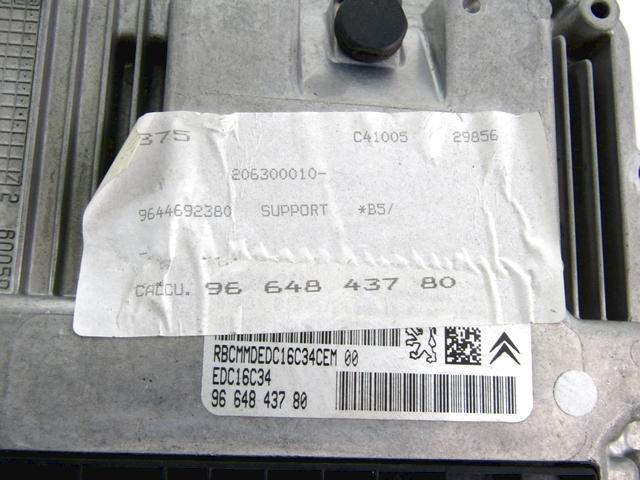 375 C41005 29856
206300010-
9644692380 SUPPORT *B5/
CALCU. 96 648 437 80
RBCMMDEDC16C34CEM 00
EDC16C34
96 648 437 80